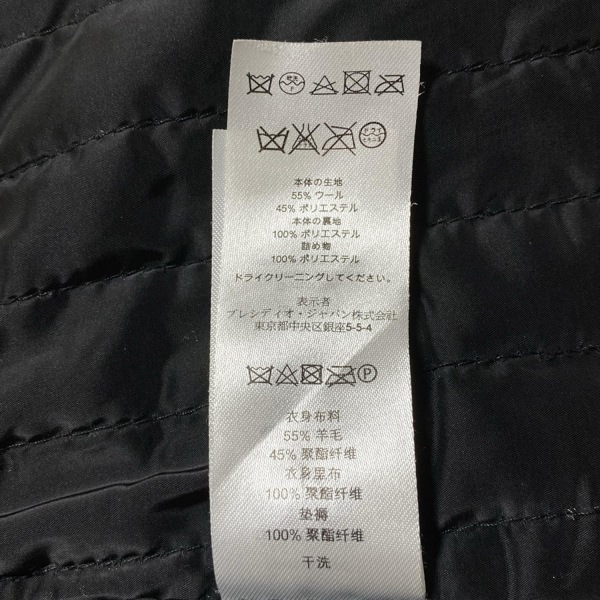 本体の生地
55% ウール
45% ポリエステル
本体の裏地
100% ポリエステル
詰め物
100% ポリエステル
ドライクリーニングしてください。
表示者
プレシディオ・ジャパン株式会社
東京都中央区銀座5-5-4
P
衣身布料
55% 羊毛
45% 聚酯纤维
衣身里布
100% 聚酯纤维
垫褥
100% 聚酯纤维
干洗